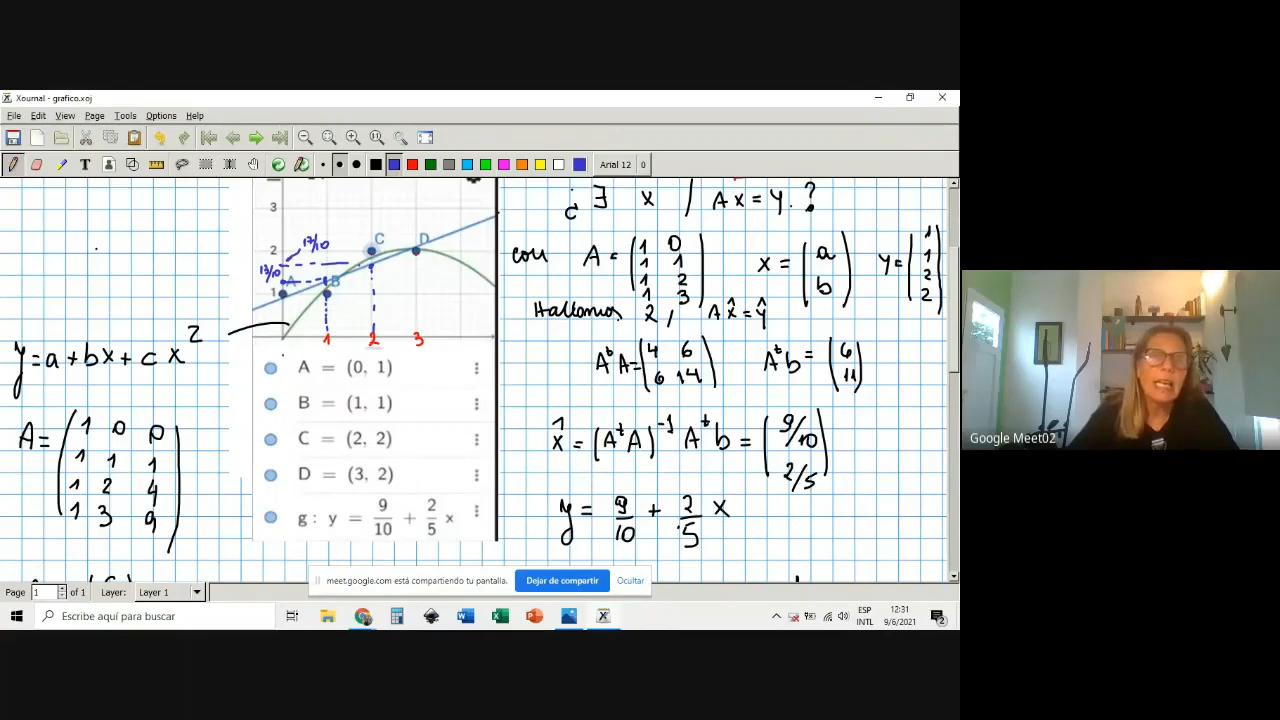 Xournal - grafico.xoj
File Edit View Page Tools Options Help
Arial 12 0
3
2
1
17/10
13/10
A
B
C
D
1 2 3
A = (0, 1)
B = (1, 1)
C = (2, 2)
D = (3, 2)
g : y = 9/10 + 2/5 x
y = a + bx + c x²
A = ( 1 0 0
1 1 1
1 2 4
1 3 9 )
¿ ∃ x / A x = y . ?
con A = ( 1 0
1 1
1 2
1 3 ) x = ( a
b ) y = ( 1
1
2
2 )
Hallamos 2, A x̂ = ŷ
AᵗA = ( 4 6
6 14 ) Aᵗb = ( 6
11 )
x̂ = (AᵗA)⁻¹ Aᵗb = ( 9/10
2/5 )
y = 9/10 + 2/5 x
meet.google.com está compartiendo tu pantalla. Dejar de compartir Ocultar
Page 1 of 1 Layer: Layer 1
Escribe aquí para buscar
ESP
INTL
12:31
9/6/2021
2
Google Meet02